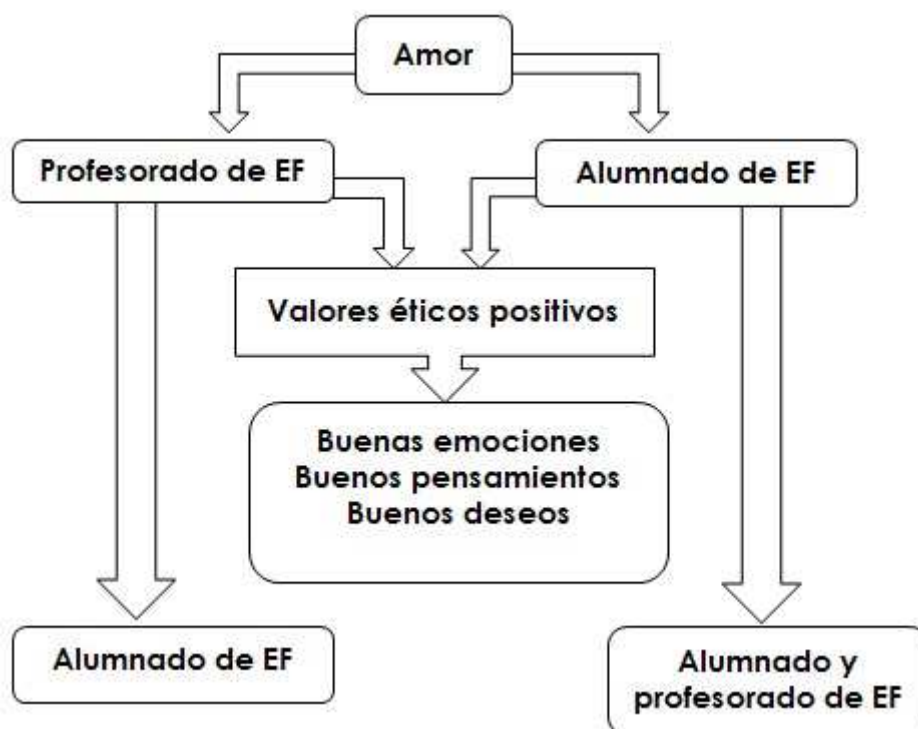 Amor
Profesorado de EF
Alumnado de EF
Valores éticos positivos
Buenas emociones
Buenos pensamientos
Buenos deseos
Alumnado de EF
Alumnado y
profesorado de EF